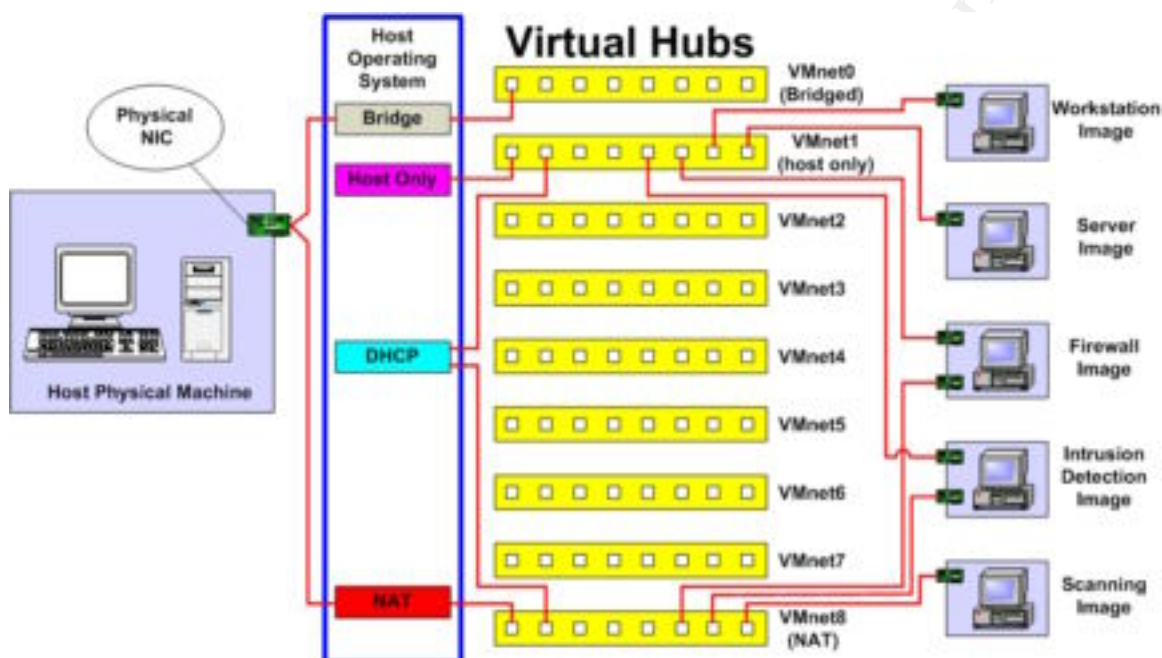 Host
Operating
System
Virtual Hubs
Physical
NIC
Bridge
Host Only
DHCP
NAT
Host Physical Machine
VMnet0
(Bridged)
VMnet1
(host only)
VMnet2
VMnet3
VMnet4
VMnet5
VMnet6
VMnet7
VMnet8
(NAT)
Workstation
Image
Server
Image
Firewall
Image
Intrusion
Detection
Image
Scanning
Image